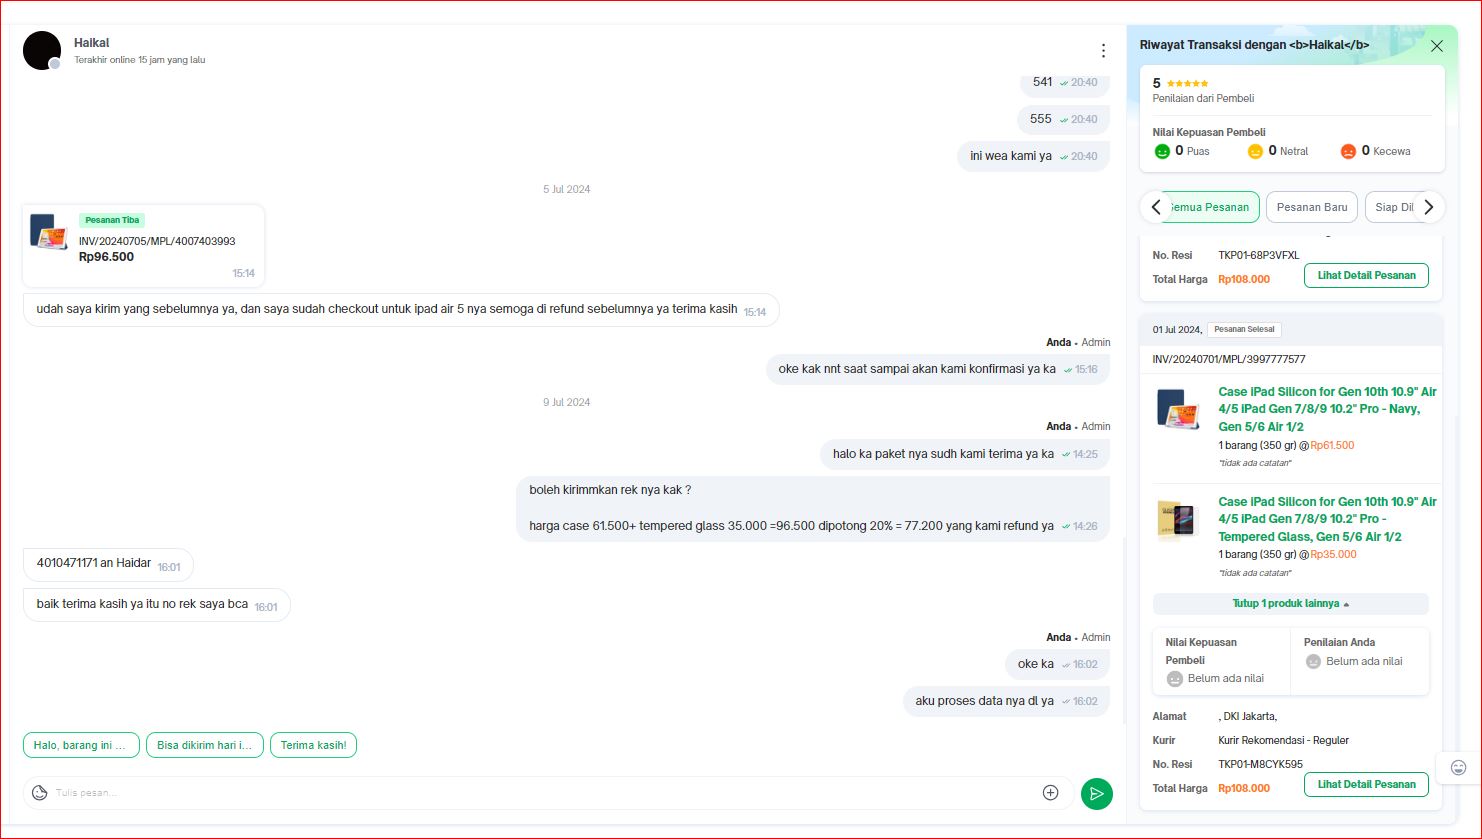 Haikal
Terakhir online 15 jam yang lalu
541 20:40
555 20:40
ini wea kami ya 20:40
5 Jul 2024
Pesanan Tiba
INV/20240705/MPL/4007403993
Rp96.500
15:14
udah saya kirim yang sebelumnya ya, dan saya sudah checkout untuk ipad air 5 nya semoga di refund sebelumnya ya terima kasih 15:14
Anda • Admin
oke kak nnt saat sampai akan kami konfirmasi ya ka 15:16
9 Jul 2024
Anda • Admin
halo ka paket nya sudh kami terima ya ka 14:25
boleh kirimmkan rek nya kak ?
harga case 61.500+ tempered glass 35.000 =96.500 dipotong 20% = 77.200 yang kami refund ya 14:26
4010471171 an Haidar 16:01
baik terima kasih ya itu no rek saya bca 16:01
Anda • Admin
oke ka 16:02
aku proses data nya dl ya 16:02
Halo, barang ini ...
Bisa dikirim hari i...
Terima kasih!
Tulis pesan...
Riwayat Transaksi dengan <b>Haikal</b>
5
Penilaian dari Pembeli
Nilai Kepuasan Pembeli
0 Puas
0 Netral
0 Kecewa
Semua Pesanan
Pesanan Baru
Siap Dil
No. Resi TKP01-68P3VFXL
Total Harga Rp108.000
Lihat Detail Pesanan
01 Jul 2024, Pesanan Selesai
INV/20240701/MPL/3997777577
Case iPad Silicon for Gen 10th 10.9" Air
4/5 iPad Gen 7/8/9 10.2" Pro - Navy,
Gen 5/6 Air 1/2
1 barang (350 gr) @ Rp61.500
"tidak ada catatan"
Case iPad Silicon for Gen 10th 10.9" Air
4/5 iPad Gen 7/8/9 10.2" Pro -
Tempered Glass, Gen 5/6 Air 1/2
1 barang (350 gr) @ Rp35.000
"tidak ada catatan"
Tutup 1 produk lainnya
Nilai Kepuasan
Pembeli
Belum ada nilai
Penilaian Anda
Belum ada nilai
Alamat , DKI Jakarta,
Kurir Kurir Rekomendasi - Reguler
No. Resi TKP01-M8CYK595
Total Harga Rp108.000
Lihat Detail Pesanan